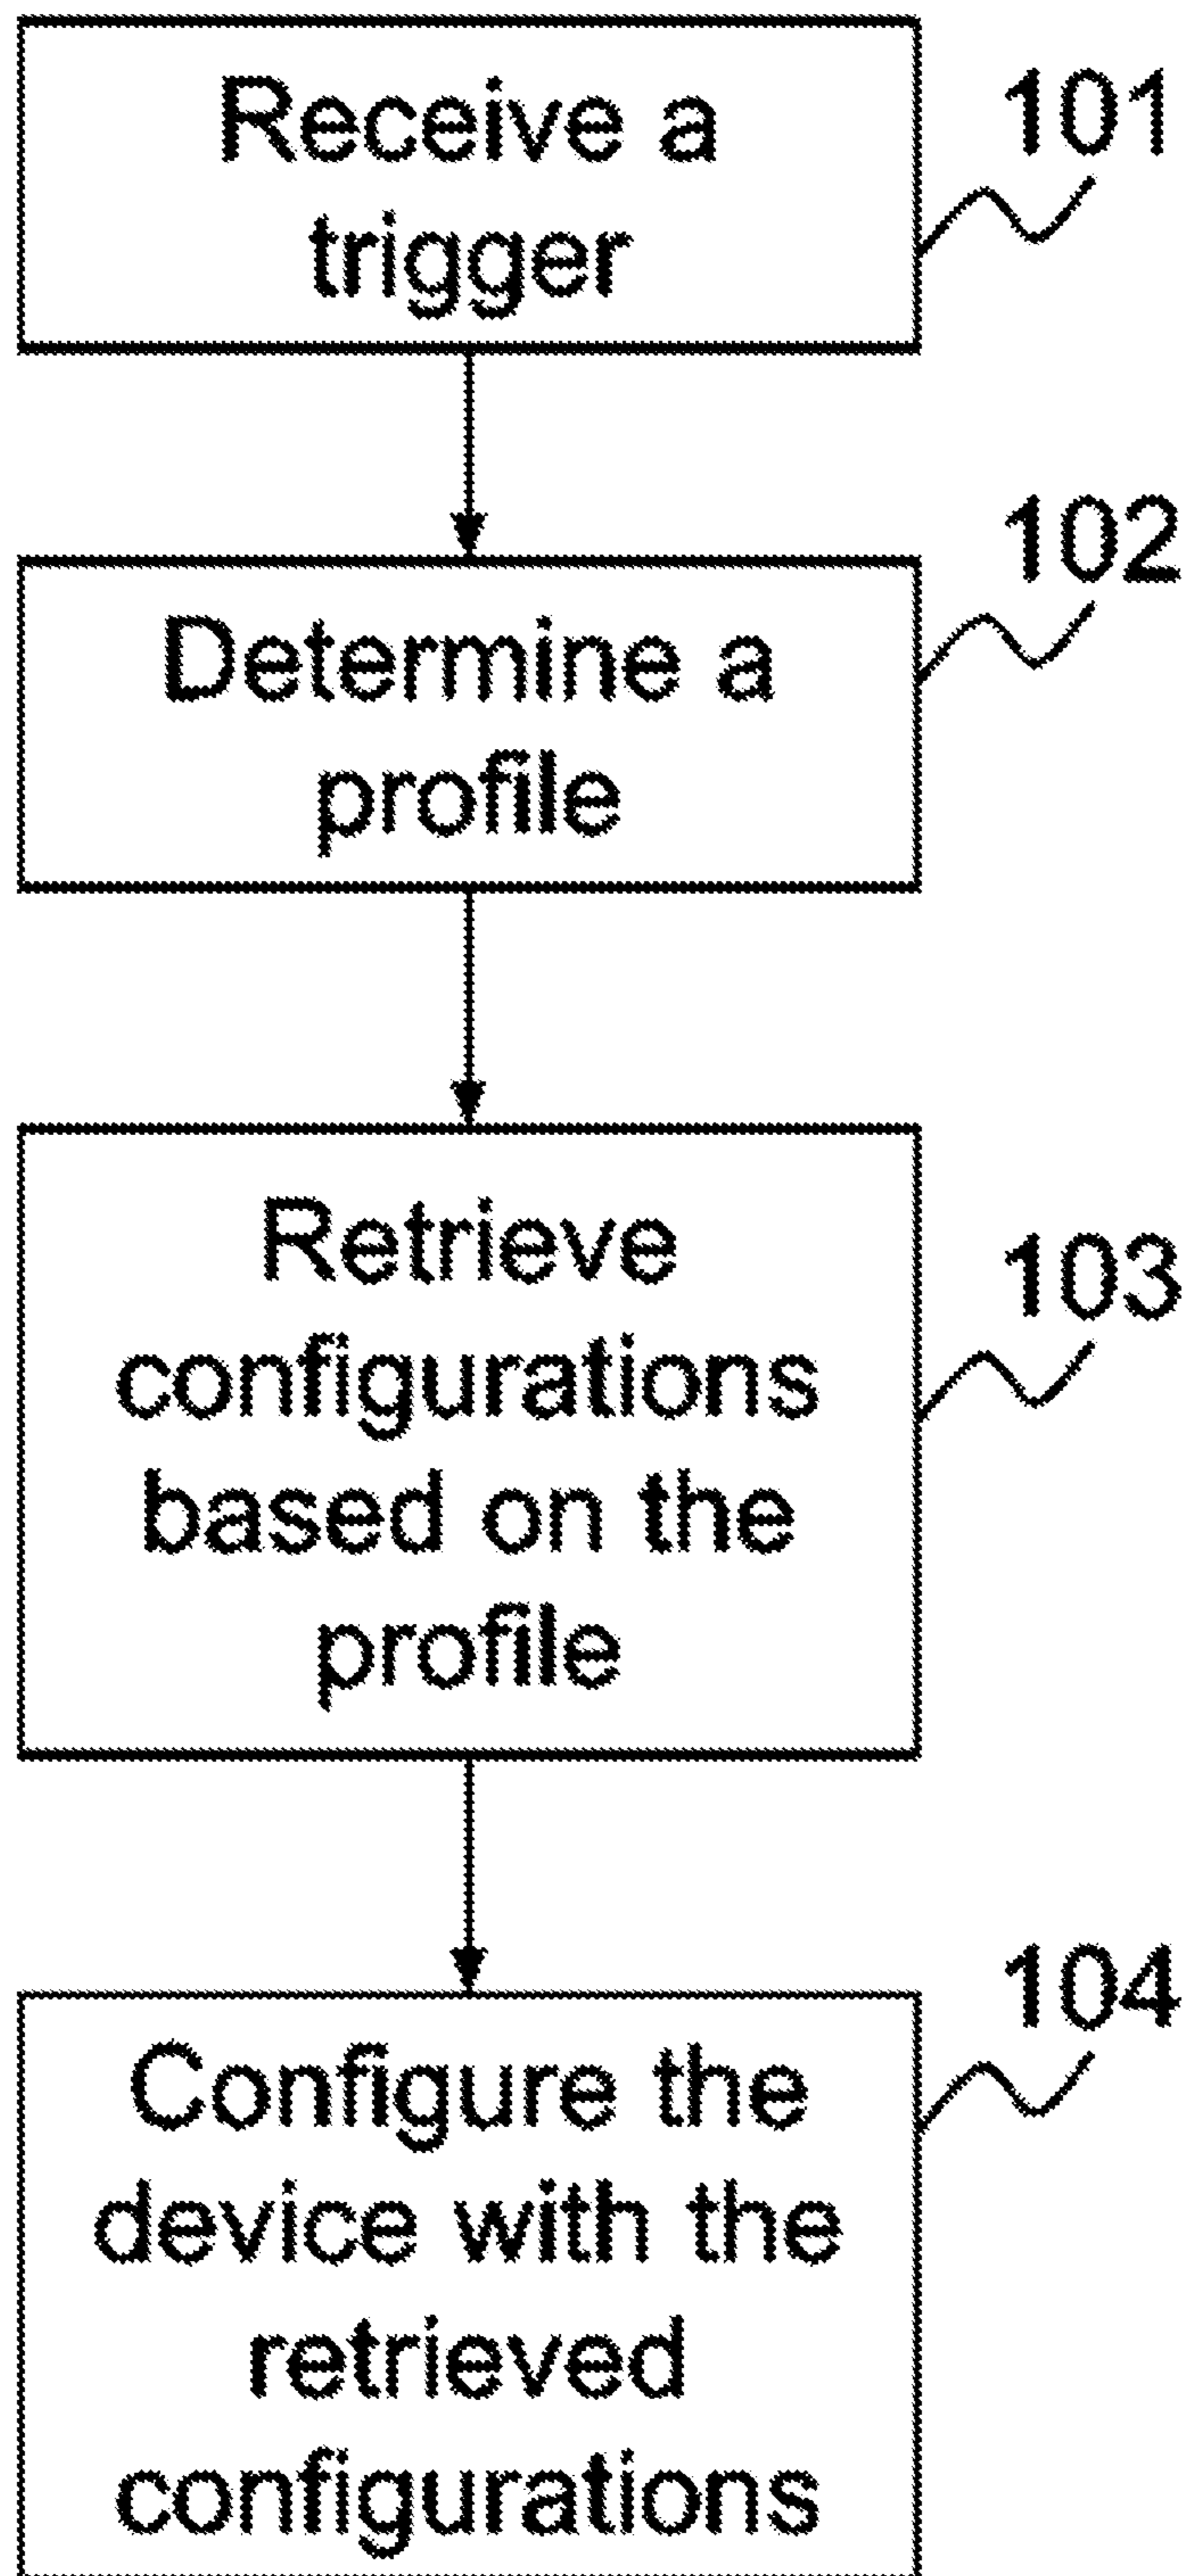 Receive a
trigger
101
Determine a
profile
102
Retrieve
configurations
based on the
profile
103
Configure the
device with the
retrieved
configurations
104